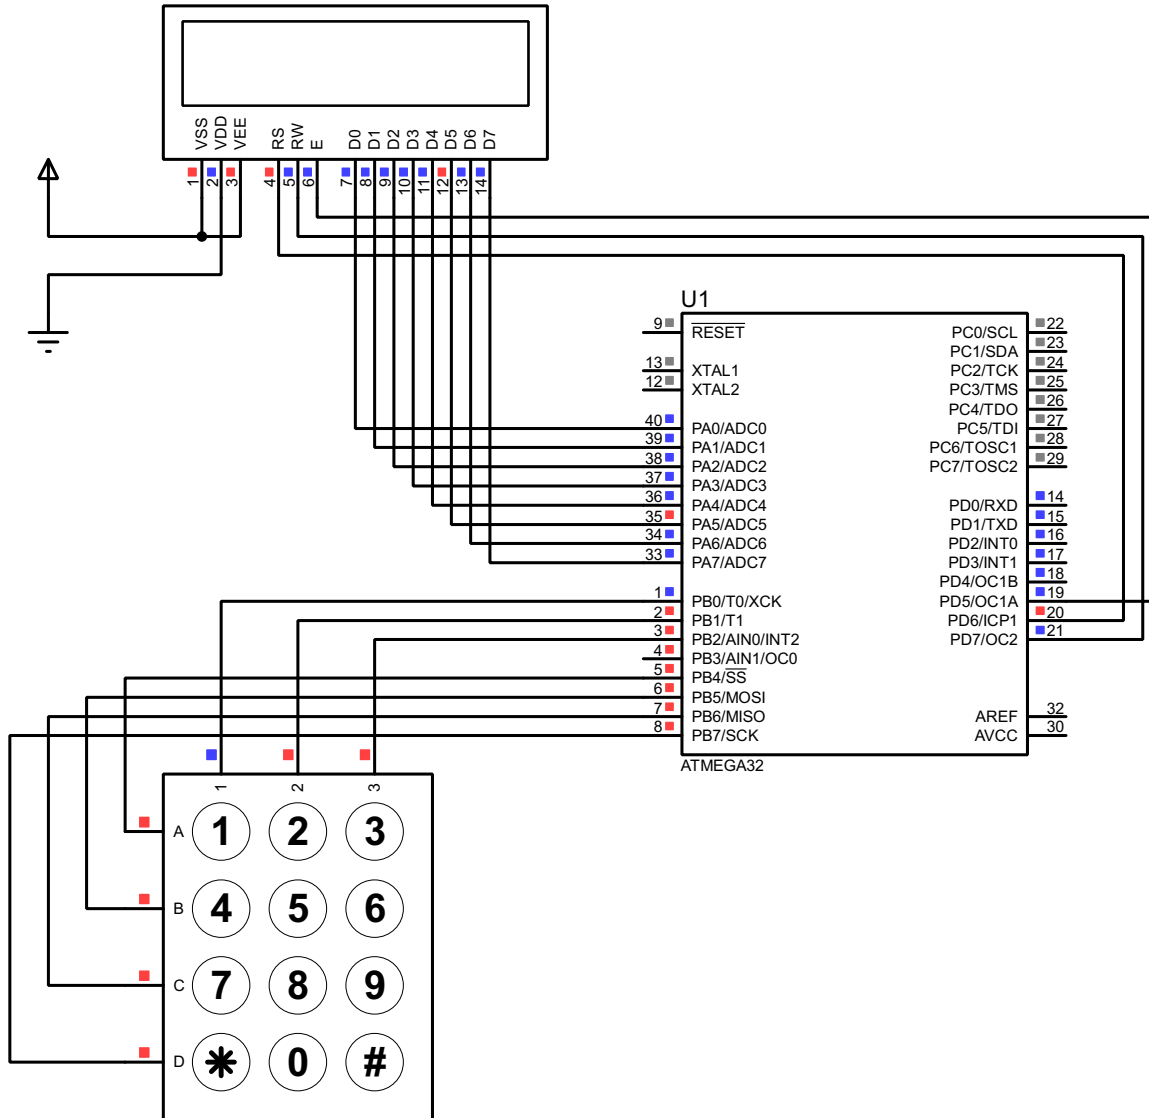 VSS VDD VEE RS RW E D0 D1 D2 D3 D4 D5 D6 D7
1 2 3 4 5 6 7 8 9 10 11 12 13 14
U1
9 RESET PC0/SCL 22
PC1/SDA 23
13 XTAL1 PC2/TCK 24
12 XTAL2 PC3/TMS 25
PC4/TDO 26
40 PA0/ADC0 PC5/TDI 27
39 PA1/ADC1 PC6/TOSC1 28
38 PA2/ADC2 PC7/TOSC2 29
37 PA3/ADC3
36 PA4/ADC4 PD0/RXD 14
35 PA5/ADC5 PD1/TXD 15
34 PA6/ADC6 PD2/INT0 16
33 PA7/ADC7 PD3/INT1 17
PD4/OC1B 18
1 PB0/T0/XCK PD5/OC1A 19
2 PB1/T1 PD6/ICP1 20
3 PB2/AIN0/INT2 PD7/OC2 21
4 PB3/AIN1/OC0
5 PB4/SS
6 PB5/MOSI
7 PB6/MISO AREF 32
8 PB7/SCK AVCC 30
ATMEGA32
1 2 3
A 1 2 3
B 4 5 6
C 7 8 9
D * 0 #